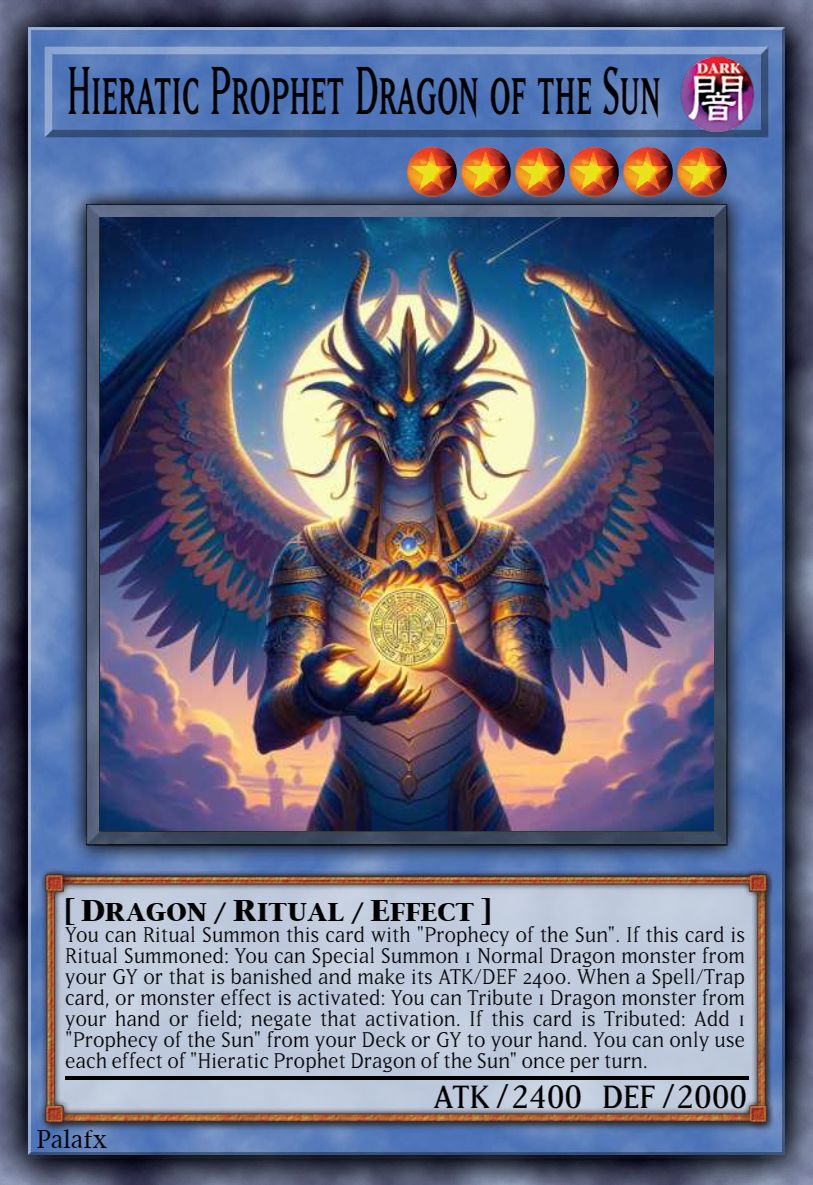 Hieratic Prophet Dragon of the Sun
DARK
闇
[ Dragon / Ritual / Effect ]
You can Ritual Summon this card with "Prophecy of the Sun". If this card is
Ritual Summoned: You can Special Summon 1 Normal Dragon monster from
your GY or that is banished and make its ATK/DEF 2400. When a Spell/Trap
card, or monster effect is activated: You can Tribute 1 Dragon monster from
your hand or field; negate that activation. If this card is Tributed: Add 1
"Prophecy of the Sun" from your Deck or GY to your hand. You can only use
each effect of "Hieratic Prophet Dragon of the Sun" once per turn.
ATK/2400 DEF/2000
Palafx